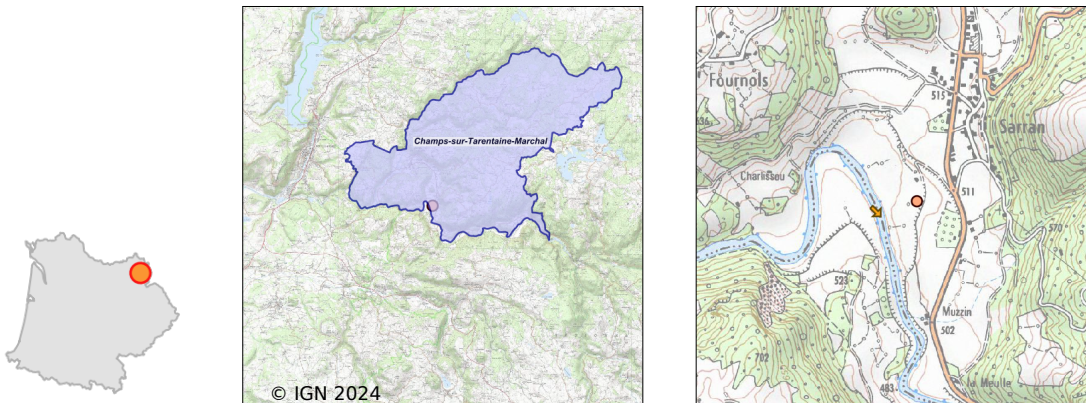 Champs-sur-Tarentaine-Marchal
© IGN 2024
Fournols
515
Sarran
636
Charlissou
511
570
523
Muzzin
502
702
483
la Meulle